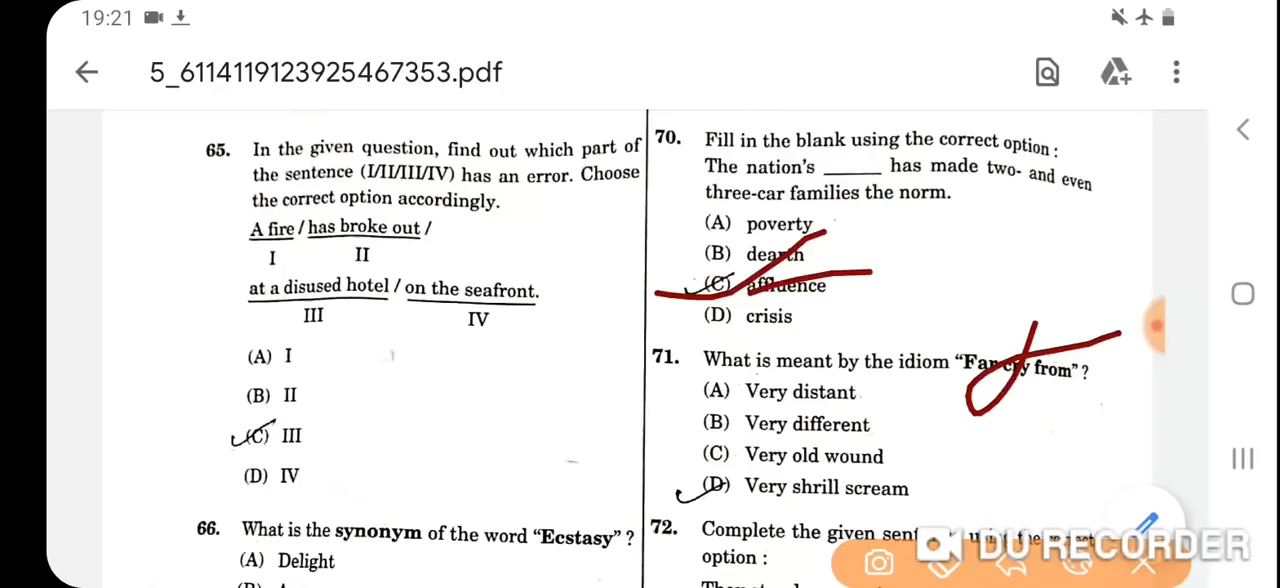 19:21
5_6114119123925467353.pdf
65. In the given question, find out which part of
the sentence (I/II/III/IV) has an error. Choose
the correct option accordingly.
A fire / has broke out /
I II
at a disused hotel / on the seafront.
III IV
(A) I
(B) II
(C) III
(D) IV
66. What is the synonym of the word “Ecstasy” ?
(A) Delight
70. Fill in the blank using the correct option :
The nation's ______ has made two- and even
three-car families the norm.
(A) poverty
(B) dearth
(C) affluence
(D) crisis
71. What is meant by the idiom “Far cry from” ?
(A) Very distant
(B) Very different
(C) Very old wound
(D) Very shrill scream
72. Complete the given
option :
DU RECORDER